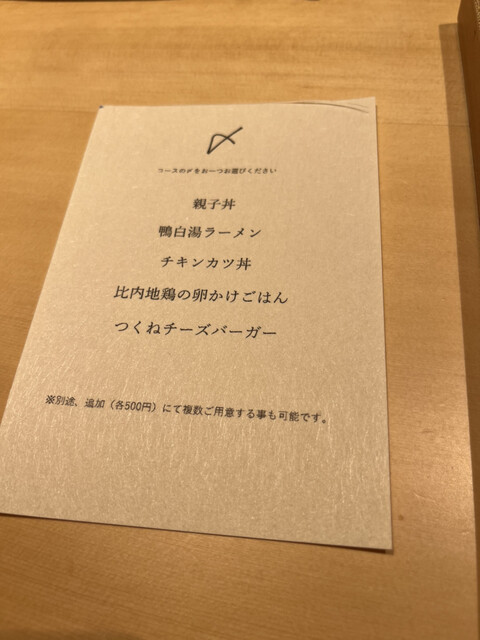 〆
コースの〆をお一つお選びください
親子丼
鴨白湯ラーメン
チキンカツ丼
比内地鶏の卵かけごはん
つくねチーズバーガー
※別途、追加（各500円）にて複数ご用意する事も可能です。